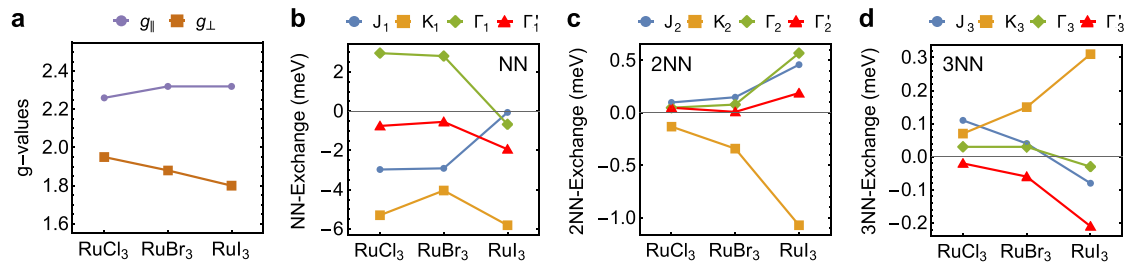 a
g∥ g⊥
g−values
2.4
2.2
2.0
1.8
1.6
RuCl₃ RuBr₃ RuI₃
b
J₁ K₁ Γ₁ Γ₁'
NN
NN-Exchange (meV)
2
0
−2
−4
−6
RuCl₃ RuBr₃ RuI₃
c
J₂ K₂ Γ₂ Γ₂'
2NN
2NN-Exchange (meV)
0.5
0.0
−0.5
−1.0
RuCl₃ RuBr₃ RuI₃
d
J₃ K₃ Γ₃ Γ₃'
3NN
3NN-Exchange (meV)
0.3
0.2
0.1
0.0
−0.1
−0.2
RuCl₃ RuBr₃ RuI₃